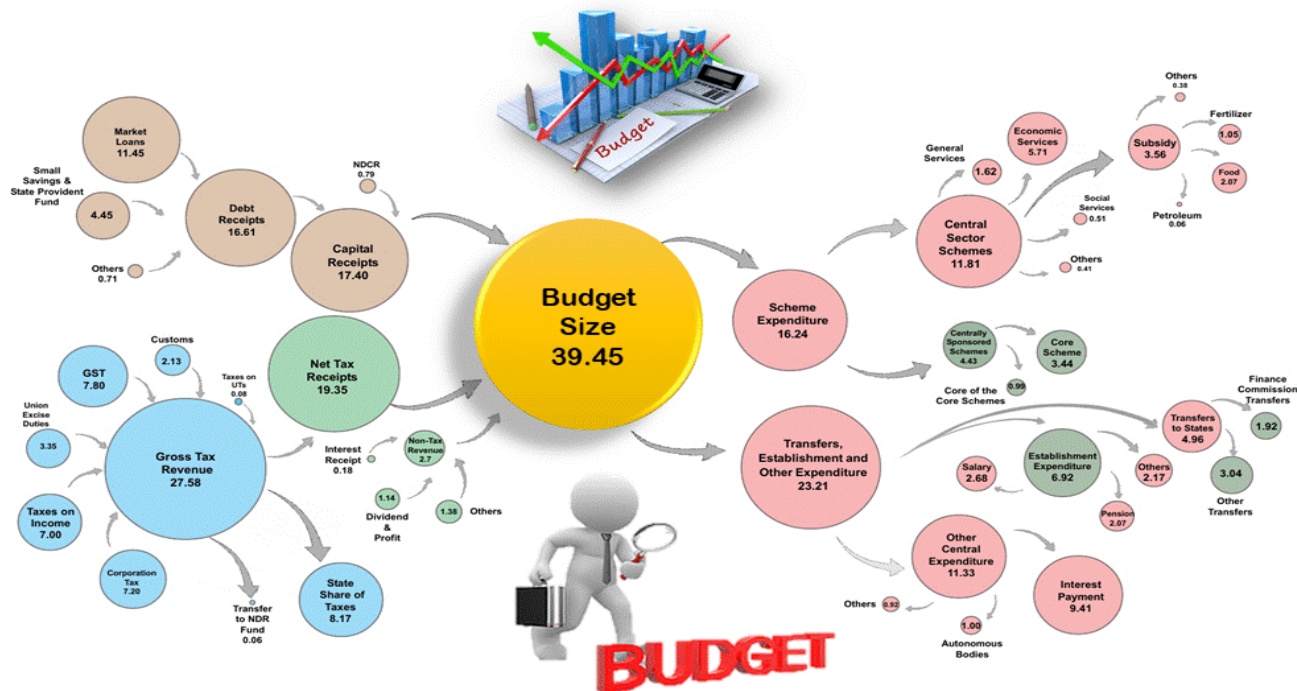 Budget
Market
Loans
11.45
Small
Savings &
State Provident
Fund
4.45
Others
0.71
Debt
Receipts
16.61
NDCR
0.79
Capital
Receipts
17.40
Customs
2.13
GST
7.80
Taxes on
UTs
0.08
Union
Excise
Duties
3.35
Gross Tax
Revenue
27.58
Taxes on
Income
7.00
Corporation
Tax
7.20
Transfer
to NDR
Fund
0.06
State
Share of
Taxes
8.17
Net Tax
Receipts
19.35
Interest
Receipt
0.18
Non-Tax
Revenue
2.7
1.14
Dividend
&
Profit
1.38
Others
Budget
Size
39.45
Scheme
Expenditure
16.24
General
Services
1.62
Economic
Services
5.71
Central
Sector
Schemes
11.81
Social
Services
0.51
Others
0.41
Subsidy
3.56
Others
0.38
Fertilizer
1.05
Food
2.07
Petroleum
0.06
Centrally
Sponsored
Schemes
4.43
Core
Scheme
3.44
0.99
Core of the
Core Schemes
Transfers,
Establishment and
Other Expenditure
23.21
Finance
Commission
Transfers
1.92
Transfers
to States
4.96
3.04
Other
Transfers
Establishment
Expenditure
6.92
Salary
2.68
Others
2.17
Pension
2.07
Other
Central
Expenditure
11.33
Others
0.92
1.00
Autonomous
Bodies
Interest
Payment
9.41
BUDGET